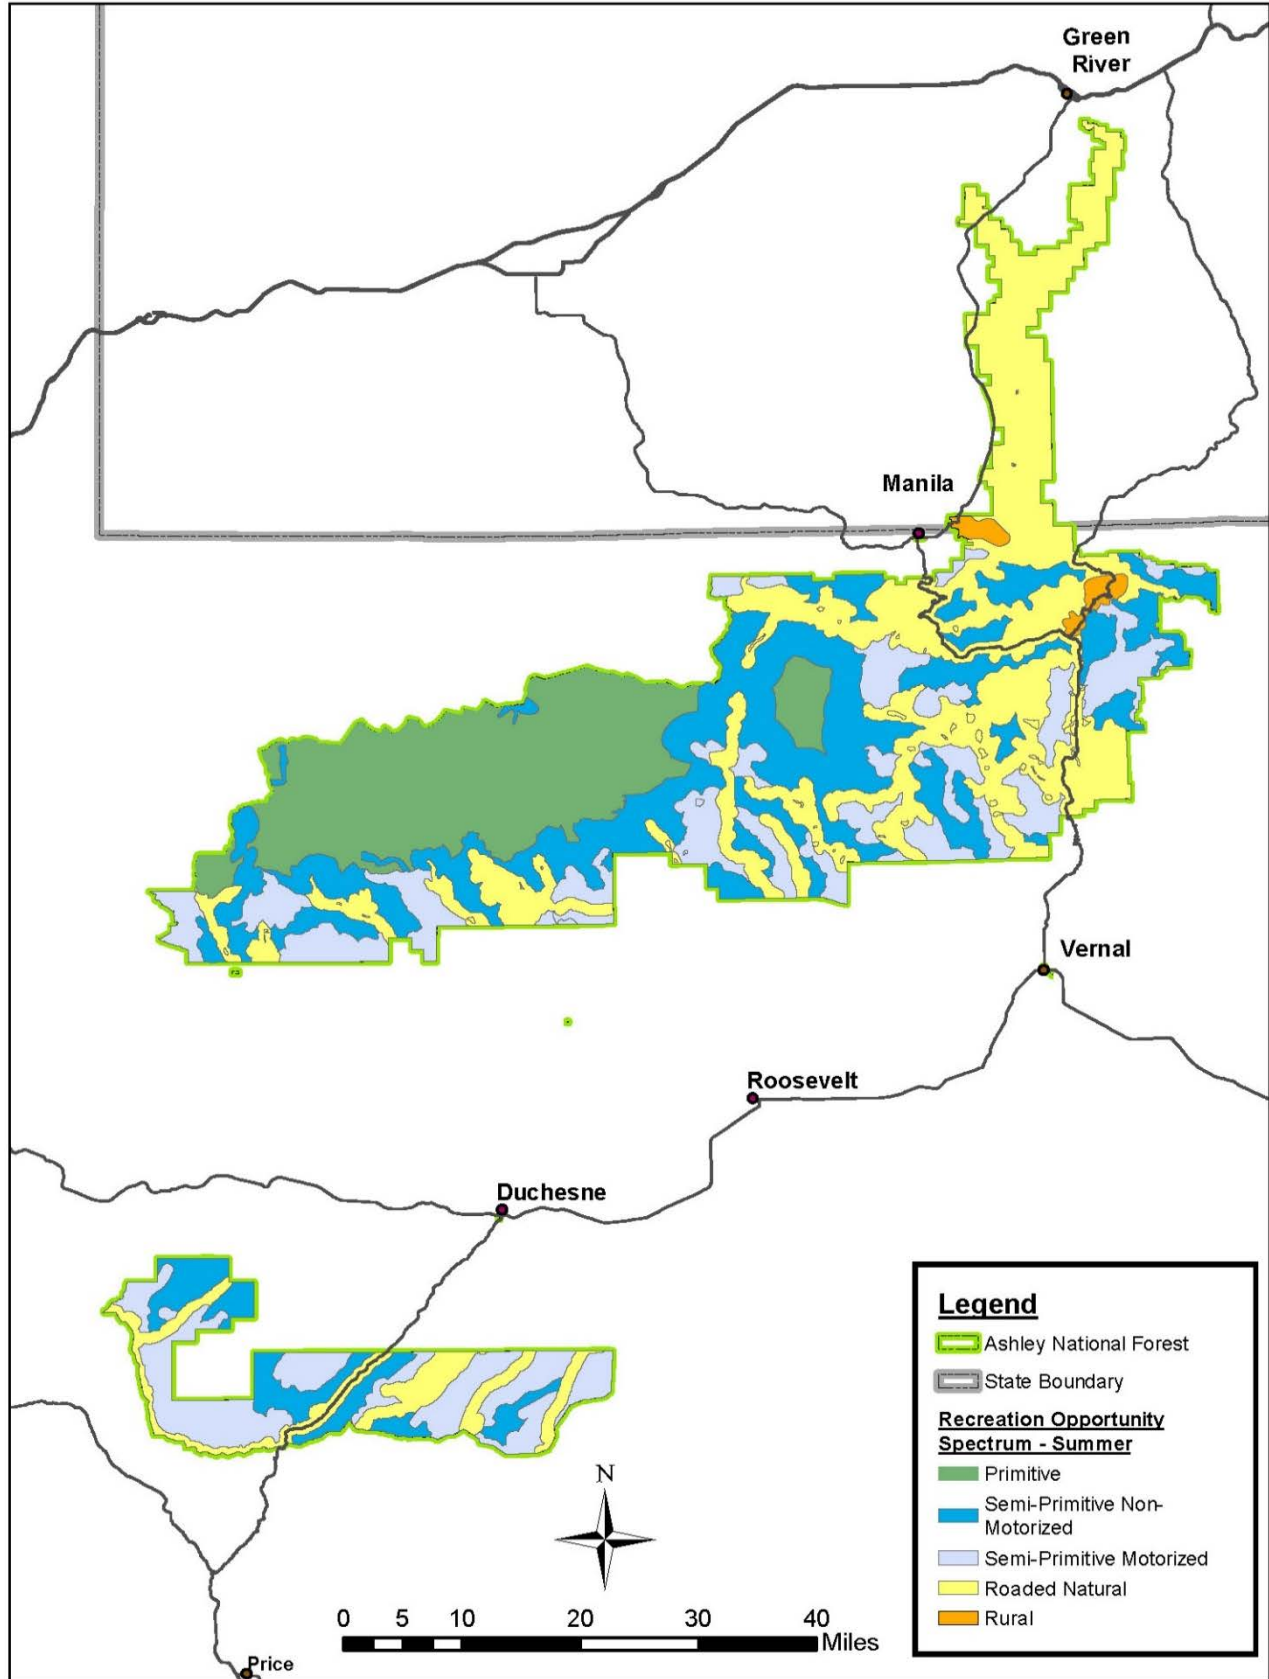 Green
River
Manila
Vernal
Roosevelt
Duchesne
Price
Legend
Ashley National Forest
State Boundary
Recreation Opportunity
Spectrum - Summer
Primitive
Semi-Primitive Non-
Motorized
Semi-Primitive Motorized
Roaded Natural
Rural
N
0 5 10 20 30 40
Miles